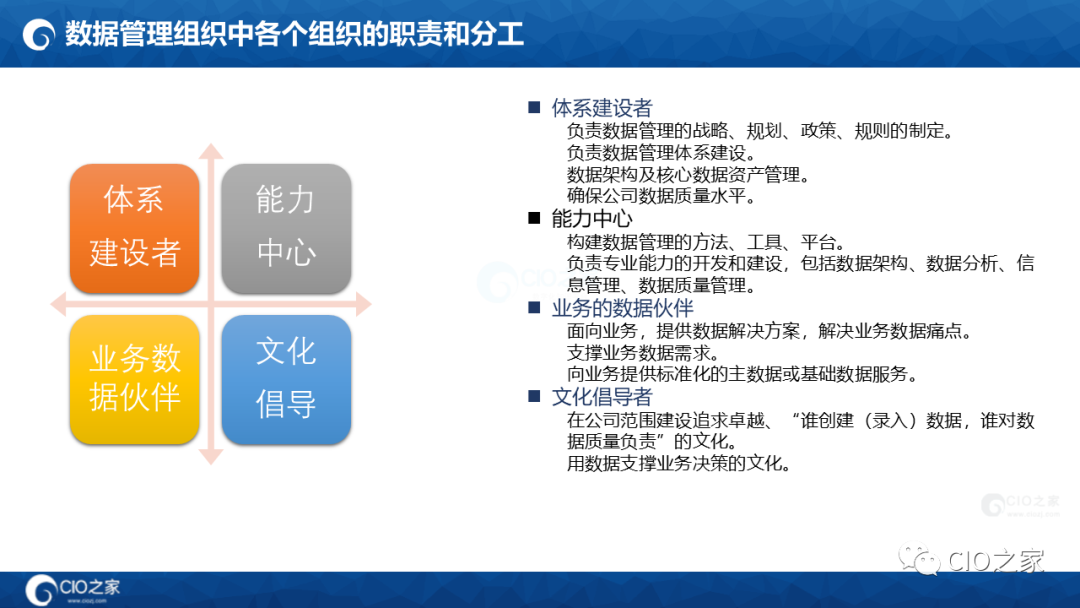 数据管理组织中各个组织的职责和分工
体系
建设者
能力
中心
业务数
据伙伴
文化
倡导
体系建设者
负责数据管理的战略、规划、政策、规则的制定。
负责数据管理体系建设。
数据架构及核心数据资产管理。
确保公司数据质量水平。
能力中心
构建数据管理的方法、工具、平台。
负责专业能力的开发和建设，包括数据架构、数据分析、信
息管理、数据质量管理。
业务的数据伙伴
面向业务，提供数据解决方案，解决业务数据痛点。
支撑业务数据需求。
向业务提供标准化的主数据或基础数据服务。
文化倡导者
在公司范围建设追求卓越、“谁创建（录入）数据，谁对数
据质量负责”的文化。
用数据支撑业务决策的文化。
CIO之家
www.ciozj.com
CIO之家
CIO之家
www.ciozj.com